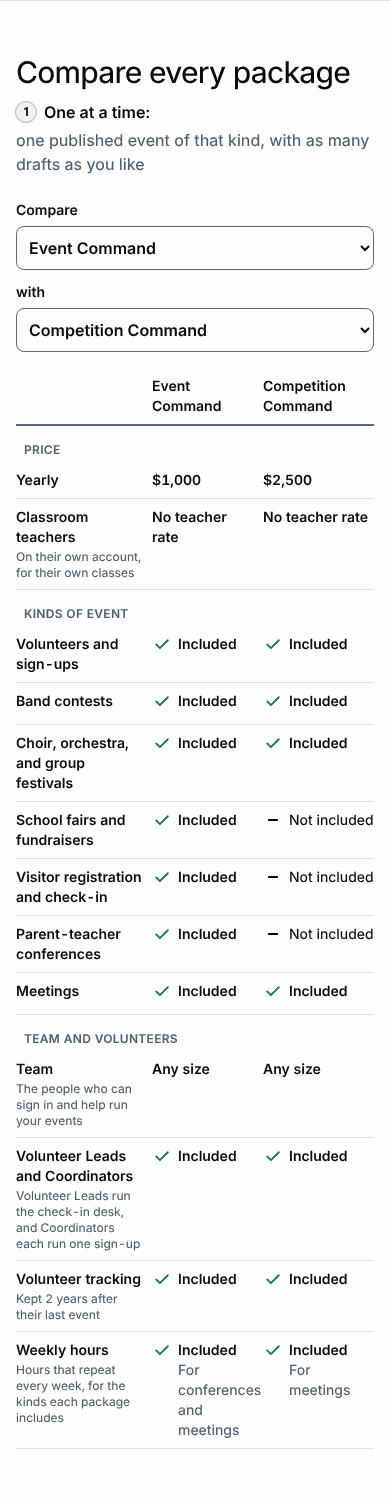 Compare every package
1 One at a time:
one published event of that kind, with as many
drafts as you like
Compare
Event Command
with
Competition Command
Event Command
Competition Command
PRICE
Yearly $1,000 $2,500
Classroom teachers
On their own account, for their own classes
No teacher rate
No teacher rate
KINDS OF EVENT
Volunteers and sign-ups
Included
Included
Band contests Included Included
Choir, orchestra, and group festivals
Included
Included
School fairs and fundraisers
Included
Not included
Visitor registration and check-in
Included
Not included
Parent-teacher conferences
Included
Not included
Meetings Included Included
TEAM AND VOLUNTEERS
Team
The people who can sign in and help run your events
Any size
Any size
Volunteer Leads and Coordinators
Volunteer Leads run the check-in desk, and Coordinators each run one sign-up
Included
Included
Volunteer tracking
Kept 2 years after their last event
Included
Included
Weekly hours
Hours that repeat every week, for the kinds each package includes
Included
For conferences and meetings
Included
For meetings